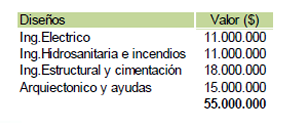 Diseños Valor ($)
Ing.Electrico 11.000.000
Ing.Hidrosanitaria e incendios 11.000.000
Ing.Estructural y cimentación 18.000.000
Arquiectonico y ayudas 15.000.000
55.000.000